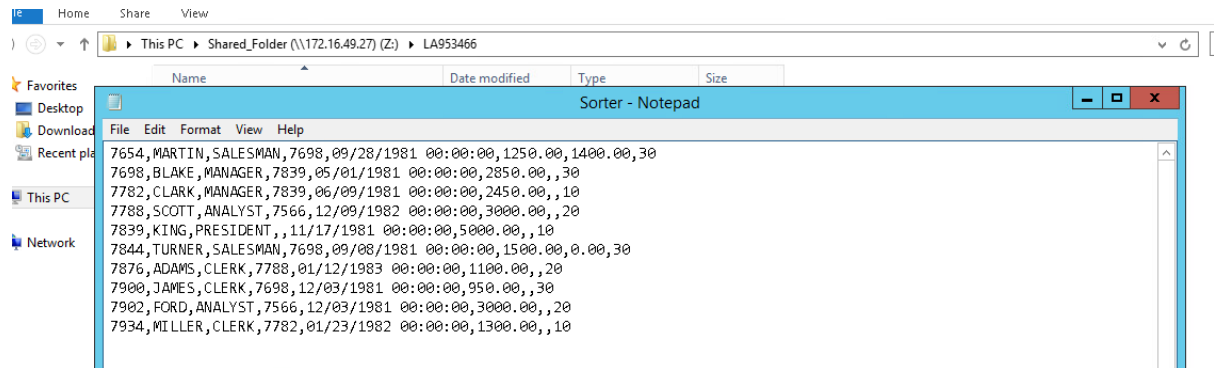 Home Share View
This PC Shared_Folder (\\172.16.49.27) (Z:) LA953466
Favorites
Desktop
Download
Recent pla
This PC
Network
Name Date modified Type Size
Sorter - Notepad
File Edit Format View Help
7654,MARTIN,SALESMAN,7698,09/28/1981 00:00:00,1250.00,1400.00,30
7698,BLAKE,MANAGER,7839,05/01/1981 00:00:00,2850.00,,30
7782,CLARK,MANAGER,7839,06/09/1981 00:00:00,2450.00,,10
7788,SCOTT,ANALYST,7566,12/09/1982 00:00:00,3000.00,,20
7839,KING,PRESIDENT,,11/17/1981 00:00:00,5000.00,,10
7844,TURNER,SALESMAN,7698,09/08/1981 00:00:00,1500.00,0.00,30
7876,ADAMS,CLERK,7788,01/12/1983 00:00:00,1100.00,,20
7900,JAMES,CLERK,7698,12/03/1981 00:00:00,950.00,,30
7902,FORD,ANALYST,7566,12/03/1981 00:00:00,3000.00,,20
7934,MILLER,CLERK,7782,01/23/1982 00:00:00,1300.00,,10